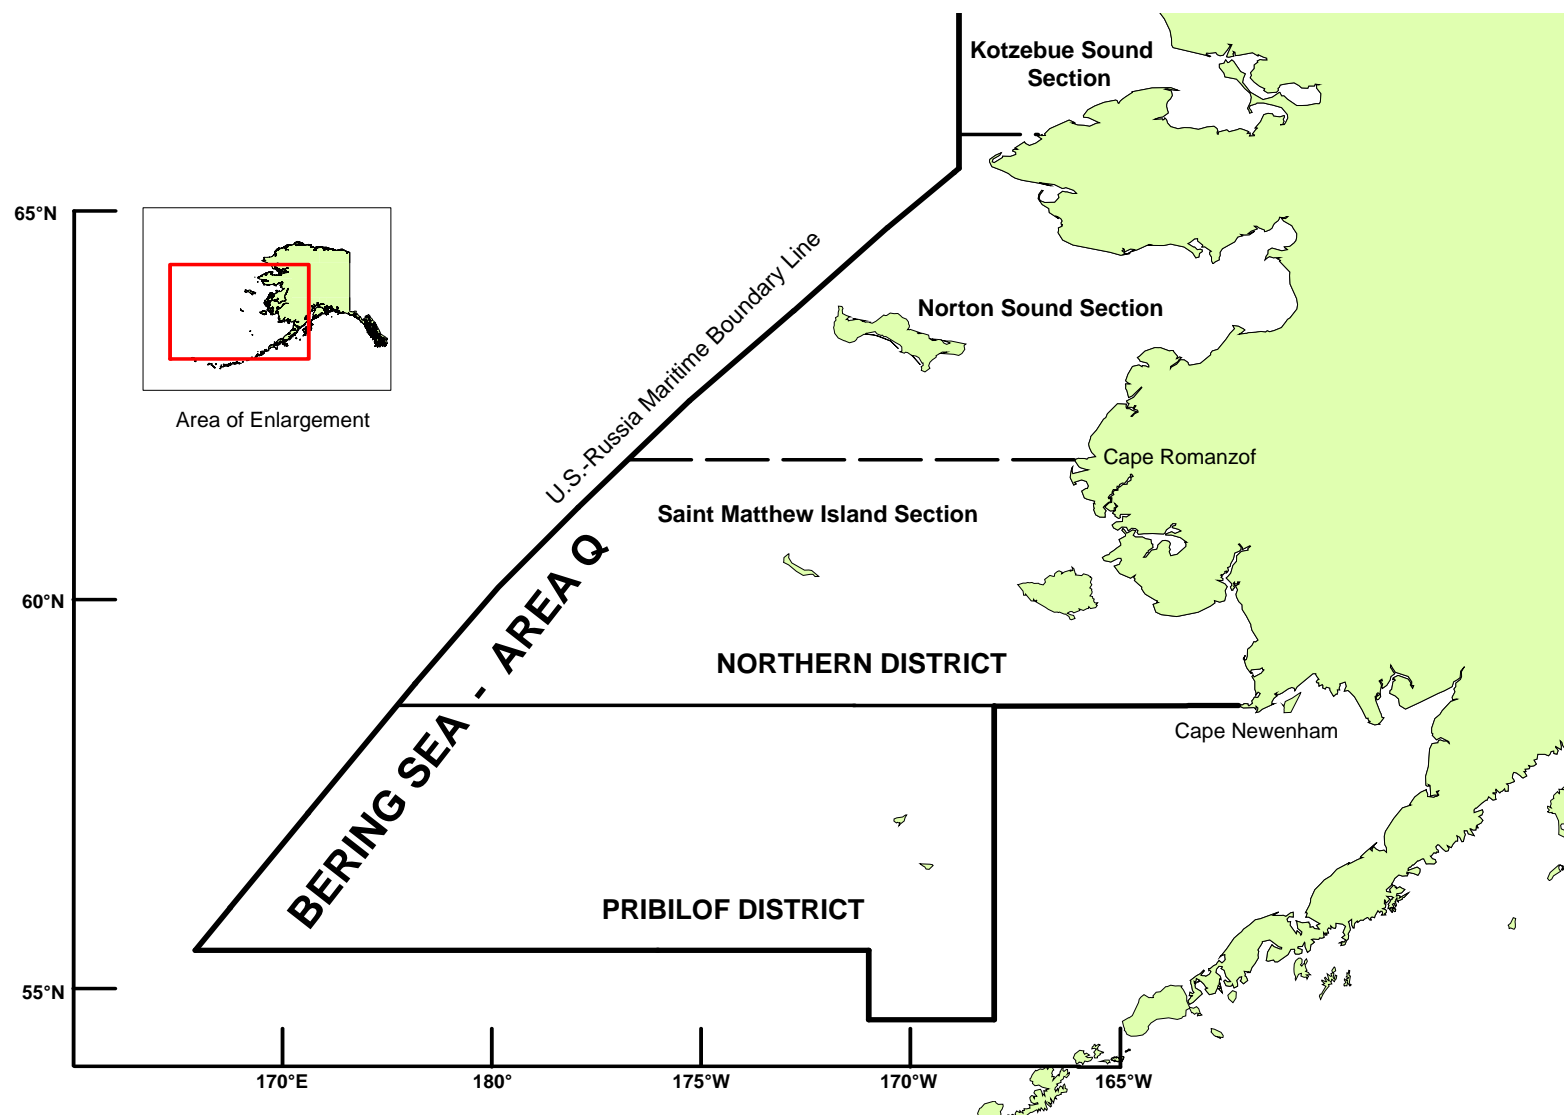 Kotzebue Sound
Section
65°N
U.S.-Russia Maritime Boundary Line
Norton Sound Section
Area of Enlargement
Cape Romanzof
Saint Matthew Island Section
BERING SEA - AREA Q
60°N
NORTHERN DISTRICT
Cape Newenham
PRIBILOF DISTRICT
55°N
170°E
180°
175°W
170°W
165°W